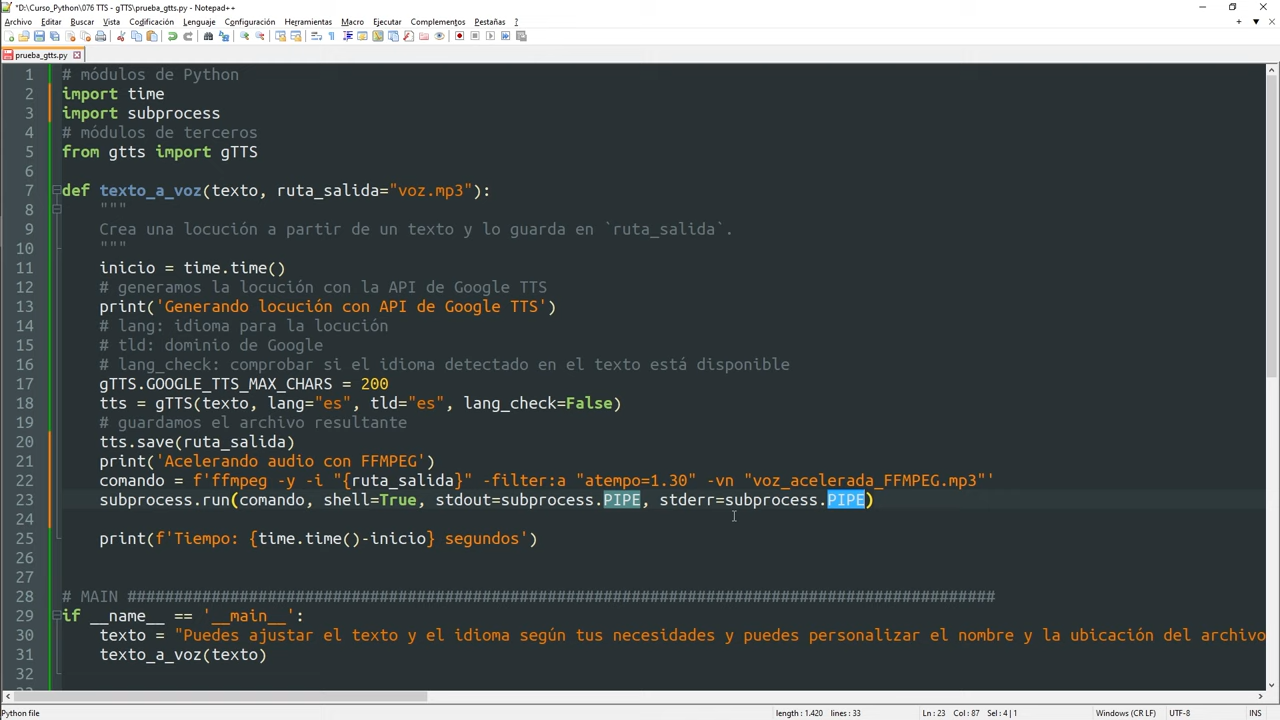 *D:\Curso_Python\076 TTS - gTTS\prueba_gtts.py - Notepad++
Archivo Editar Buscar Vista Codificación Lenguaje Configuración Herramientas Macro Ejecutar Complementos Pestañas ?
prueba_gtts.py
1 # módulos de Python
2 import time
3 import subprocess
4 # módulos de terceros
5 from gtts import gTTS
6
7 def texto_a_voz(texto, ruta_salida="voz.mp3"):
8 """
9 Crea una locución a partir de un texto y lo guarda en `ruta_salida`.
10 """
11 inicio = time.time()
12 # generamos la locución con la API de Google TTS
13 print('Generando locución con API de Google TTS')
14 # lang: idioma para la locución
15 # tld: dominio de Google
16 # lang_check: comprobar si el idioma detectado en el texto está disponible
17 gTTS.GOOGLE_TTS_MAX_CHARS = 200
18 tts = gTTS(texto, lang="es", tld="es", lang_check=False)
19 # guardamos el archivo resultante
20 tts.save(ruta_salida)
21 print('Acelerando audio con FFMPEG')
22 comando = f'ffmpeg -y -i "{ruta_salida}" -filter:a "atempo=1.30" -vn "voz_acelerada_FFMPEG.mp3"'
23 subprocess.run(comando, shell=True, stdout=subprocess.PIPE, stderr=subprocess.PIPE)
24
25 print(f'Tiempo: {time.time()-inicio} segundos')
26
27
28 # MAIN #############################################################################################
29 if __name__ == '__main__':
30 texto = "Puedes ajustar el texto y el idioma según tus necesidades y puedes personalizar el nombre y la ubicación del archivo
31 texto_a_voz(texto)
32
Python file length : 1.420 lines : 33 Ln : 23 Col : 87 Sel : 4 | 1 Windows (CR LF) UTF-8 INS